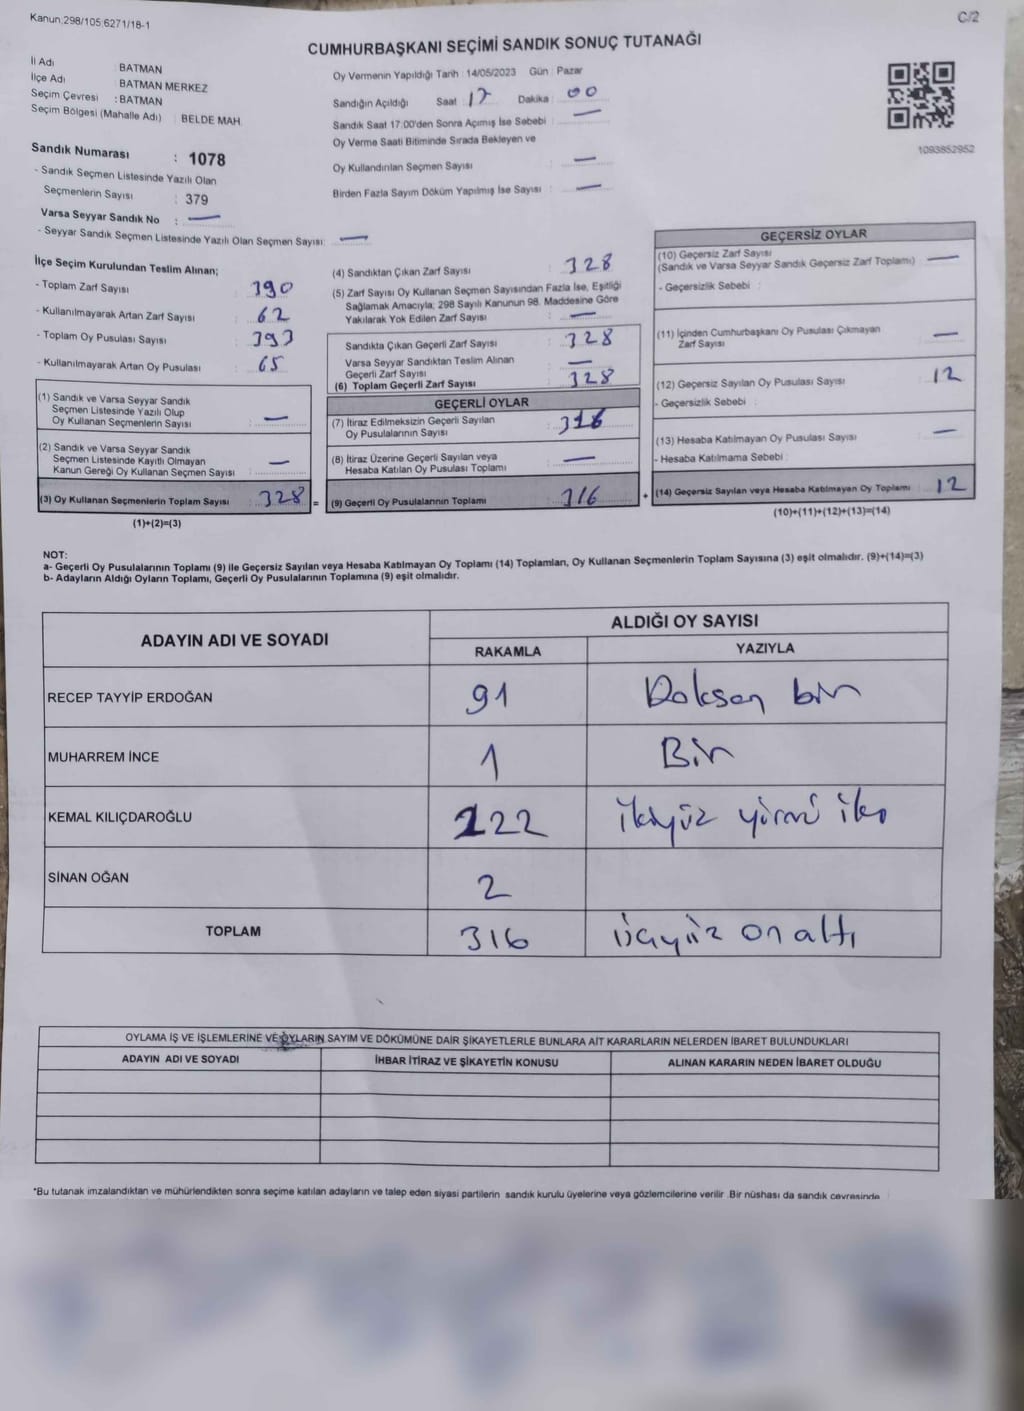 Kanun;298/105;6271/18-1
C/2
CUMHURBAŞKANI SEÇİMİ SANDIK SONUÇ TUTANAĞI
İl Adı : BATMAN
İlçe Adı : BATMAN MERKEZ
Seçim Çevresi : BATMAN
Seçim Bölgesi (Mahalle Adı) : BELDE MAH.
Sandık Numarası : 1078
- Sandık Seçmen Listesinde Yazılı Olan
Seçmenlerin Sayısı : 379
Varsa Seyyar Sandık No : —
- Seyyar Sandık Seçmen Listesinde Yazılı Olan Seçmen Sayısı: —
Oy Vermenin Yapıldığı Tarih : 14/05/2023 Gün : Pazar
Sandığın Açıldığı Saat : 17 Dakika : 00
Sandık Saat 17:00'den Sonra Açımış İse Sebebi : —
Oy Verme Saati Bitiminde Sırada Bekleyen ve
Oy Kullandırılan Seçmen Sayısı : —
Birden Fazla Sayım Döküm Yapılmış İse Sayısı : —
1093852952
İlçe Seçim Kurulundan Teslim Alınan;
- Toplam Zarf Sayısı : 390
- Kullanılmayarak Artan Zarf Sayısı : 62
- Toplam Oy Pusulası Sayısı : 393
- Kullanılmayarak Artan Oy Pusulası : 65
(1) Sandık ve Varsa Seyyar Sandık
Seçmen Listesinde Yazılı Olup
Oy Kullanan Seçmenlerin Sayısı : —
(2) Sandık ve Varsa Seyyar Sandık
Seçmen Listesinde Kayıtlı Olmayan
Kanun Gereği Oy Kullanan Seçmen Sayısı : —
(3) Oy Kullanan Seçmenlerin Toplam Sayısı : 328 =
(1)+(2)=(3)
(4) Sandıktan Çıkan Zarf Sayısı : 328
(5) Zarf Sayısı Oy Kullanan Seçmen Sayısından Fazla İse, Eşitliği
Sağlamak Amacıyla; 298 Sayılı Kanunun 98. Maddesine Göre
Yakılarak Yok Edilen Zarf Sayısı : —
Sandıkta Çıkan Geçerli Zarf Sayısı : 328
Varsa Seyyar Sandıktan Teslim Alınan
Geçerli Zarf Sayısı : —
(6) Toplam Geçerli Zarf Sayısı : 328
GEÇERLİ OYLAR
(7) İtiraz Edilmeksizin Geçerli Sayılan
Oy Pusulalarının Sayısı : 316
(8) İtiraz Üzerine Geçerli Sayılan veya
Hesaba Katılan Oy Pusulası Toplamı : —
(9) Geçerli Oy Pusulalarının Toplamı : 316 +
GEÇERSİZ OYLAR
(10) Geçersiz Zarf Sayısı
(Sandık ve Varsa Seyyar Sandık Geçersiz Zarf Toplamı) : —
- Geçersizlik Sebebi :
(11) İçinden Cumhurbaşkanı Oy Pusulası Çıkmayan
Zarf Sayısı : —
(12) Geçersiz Sayılan Oy Pusulası Sayısı : 12
- Geçersizlik Sebebi :
(13) Hesaba Katılmayan Oy Pusulası Sayısı : —
- Hesaba Katılmama Sebebi :
(14) Geçersiz Sayılan veya Hesaba Katılmayan Oy Toplamı : 12
(10)+(11)+(12)+(13)=(14)
NOT:
a- Geçerli Oy Pusulalarının Toplamı (9) ile Geçersiz Sayılan veya Hesaba Katılmayan Oy Toplamı (14) Toplamları, Oy Kullanan Seçmenlerin Toplam Sayısına (3) eşit olmalıdır. (9)+(14)=(3)
b- Adayların Aldığı Oyların Toplamı, Geçerli Oy Pusulalarının Toplamına (9) eşit olmalıdır.
ADAYIN ADI VE SOYADI
ALDIĞI OY SAYISI
RAKAMLA YAZIYLA
RECEP TAYYİP ERDOĞAN 91 Doksan bir
MUHARREM İNCE 1 Bir
KEMAL KILIÇDAROĞLU 222 ikiyüz yirmi iki
SİNAN OĞAN 2
TOPLAM 316 üçyüz on altı
OYLAMA İŞ VE İŞLEMLERİNE VE OYLARIN SAYIM VE DÖKÜMÜNE DAİR ŞİKAYETLERLE BUNLARA AİT KARARLARIN NELERDEN İBARET BULUNDUKLARI
ADAYIN ADI VE SOYADI İHBAR İTİRAZ VE ŞİKAYETİN KONUSU ALINAN KARARIN NEDEN İBARET OLDUĞU
*Bu tutanak imzalandıktan ve mühürlendikten sonra seçime katılan adayların ve talep eden siyasi partilerin sandık kurulu üyelerine veya gözlemcilerine verilir. Bir nüshası da sandık çevresinde